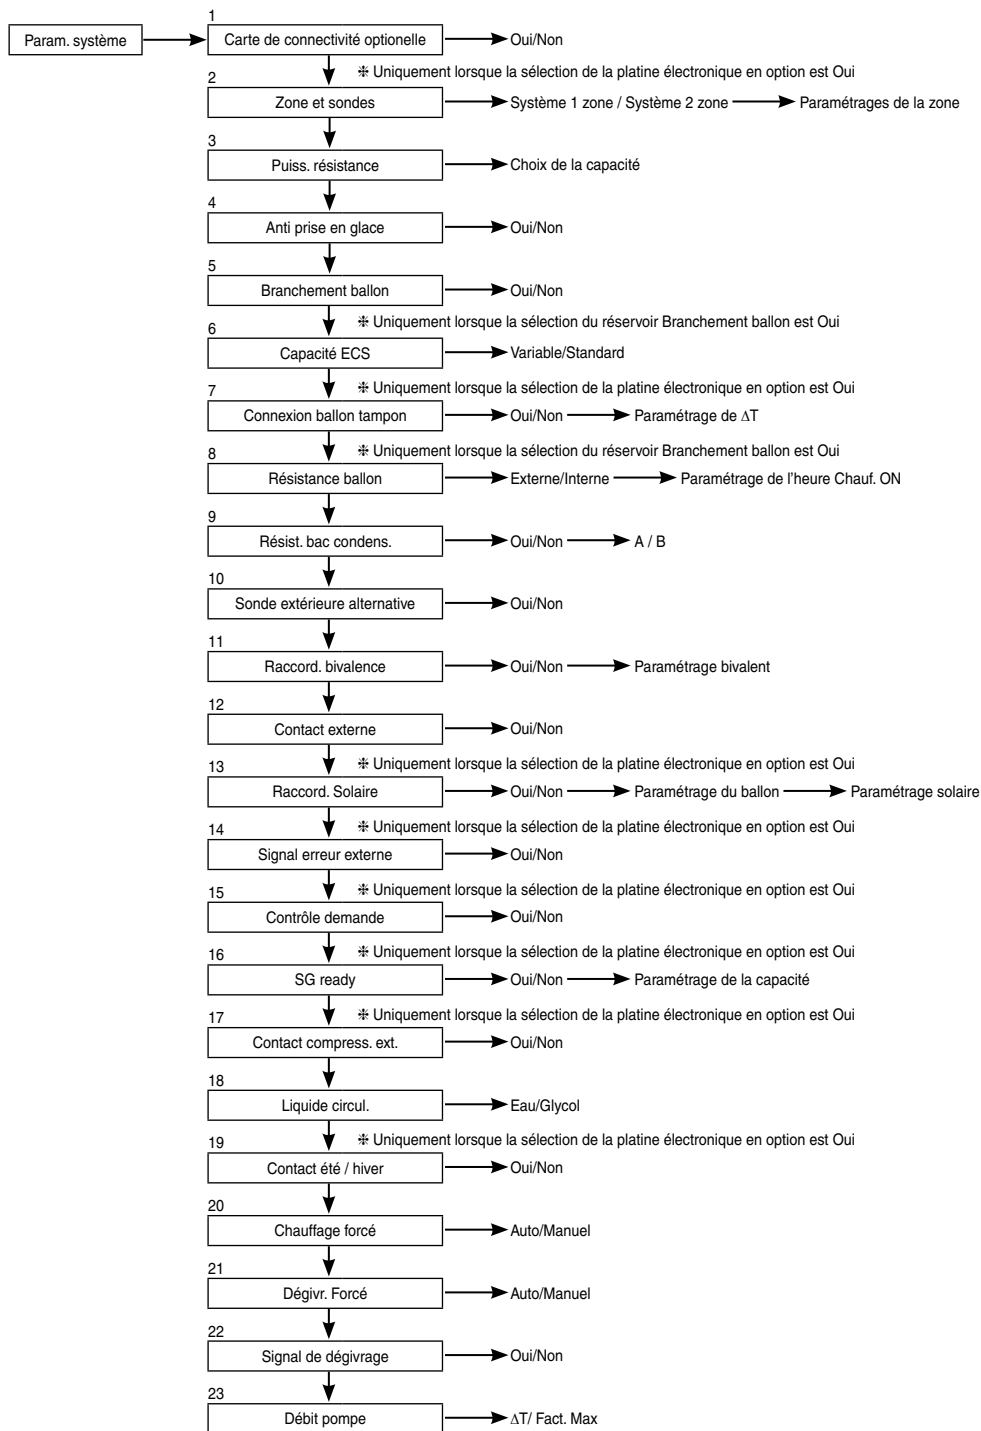 1
Param. système Carte de connectivité optionelle Oui/Non
❈ Uniquement lorsque la sélection de la platine électronique en option est Oui
2
Zone et sondes Système 1 zone / Système 2 zone Paramétrages de la zone
3
Puiss. résistance Choix de la capacité
4
Anti prise en glace Oui/Non
5
Branchement ballon Oui/Non
❈ Uniquement lorsque la sélection du réservoir Branchement ballon est Oui
6
Capacité ECS Variable/Standard
❈ Uniquement lorsque la sélection de la platine électronique en option est Oui
7
Connexion ballon tampon Oui/Non Paramétrage de ΔT
❈ Uniquement lorsque la sélection du réservoir Branchement ballon est Oui
8
Résistance ballon Externe/Interne Paramétrage de l'heure Chauf. ON
9
Résist. bac condens. Oui/Non A / B
10
Sonde extérieure alternative Oui/Non
11
Raccord. bivalence Oui/Non Paramétrage bivalent
12
Contact externe Oui/Non
❈ Uniquement lorsque la sélection de la platine électronique en option est Oui
13
Raccord. Solaire Oui/Non Paramétrage du ballon Paramétrage solaire
❈ Uniquement lorsque la sélection de la platine électronique en option est Oui
14
Signal erreur externe Oui/Non
❈ Uniquement lorsque la sélection de la platine électronique en option est Oui
15
Contrôle demande Oui/Non
❈ Uniquement lorsque la sélection de la platine électronique en option est Oui
16
SG ready Oui/Non Paramétrage de la capacité
❈ Uniquement lorsque la sélection de la platine électronique en option est Oui
17
Contact compress. ext. Oui/Non
18
Liquide circul. Eau/Glycol
❈ Uniquement lorsque la sélection de la platine électronique en option est Oui
19
Contact été / hiver Oui/Non
20
Chauffage forcé Auto/Manuel
21
Dégivr. Forcé Auto/Manuel
22
Signal de dégivrage Oui/Non
23
Débit pompe ΔT/ Fact. Max